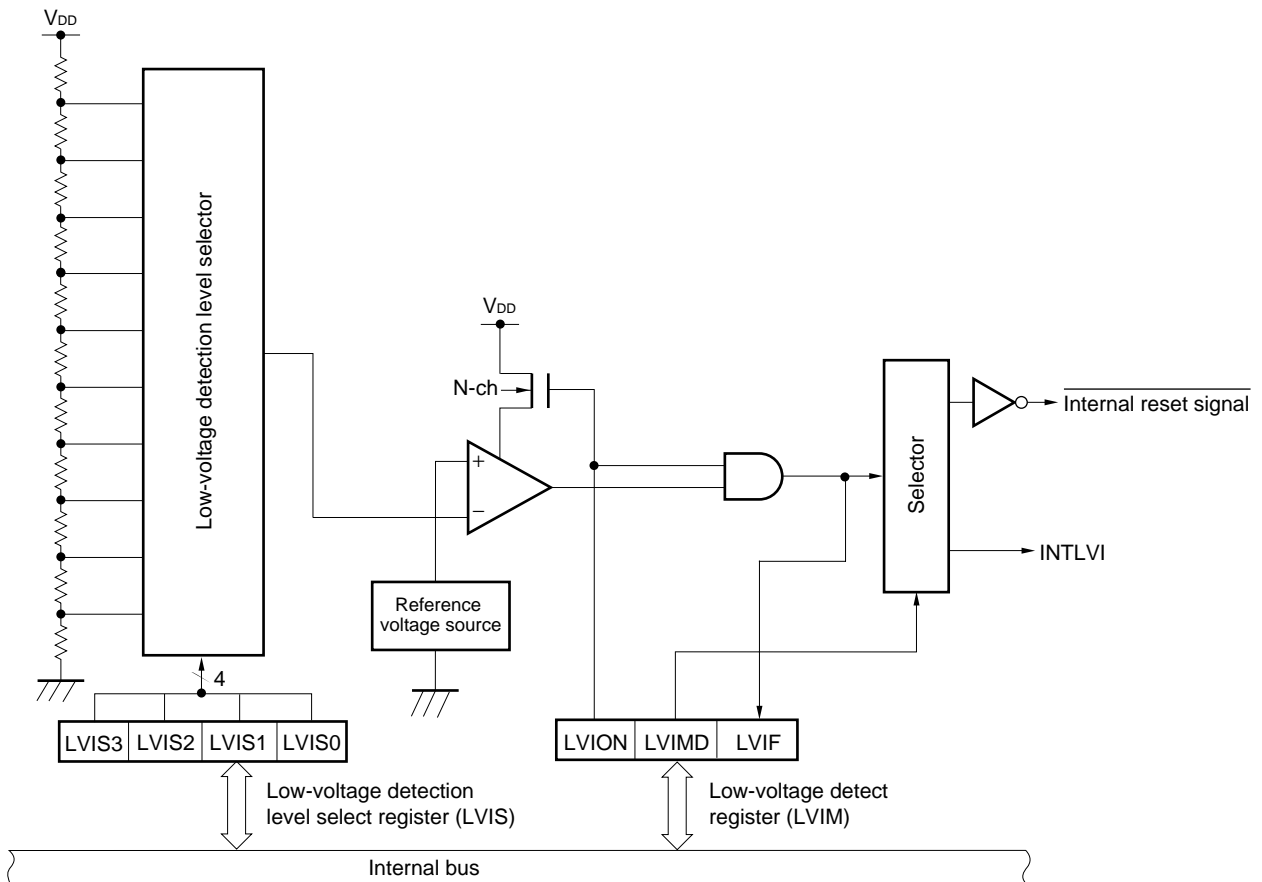 VDD
Low-voltage detection level selector
VDD
N-ch
+
−
Reference
voltage source
Selector
Internal reset signal
INTLVI
4
LVIS3 LVIS2 LVIS1 LVIS0
LVION LVIMD LVIF
Low-voltage detection
level select register (LVIS)
Low-voltage detect
register (LVIM)
Internal bus